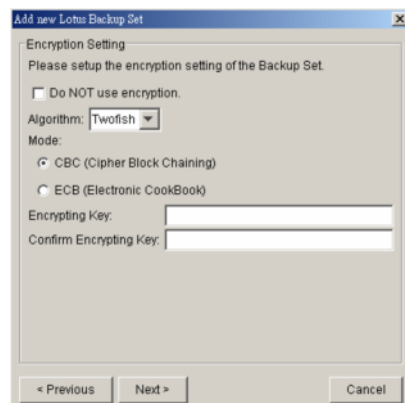 Add new Lotus Backup Set
Encryption Setting
Please setup the encryption setting of the Backup Set.
Do NOT use encryption.
Algorithm: Twofish
Mode:
CBC (Cipher Block Chaining)
ECB (Electronic CookBook)
Encrypting Key:
Confirm Encrypting Key:
< Previous Next > Cancel